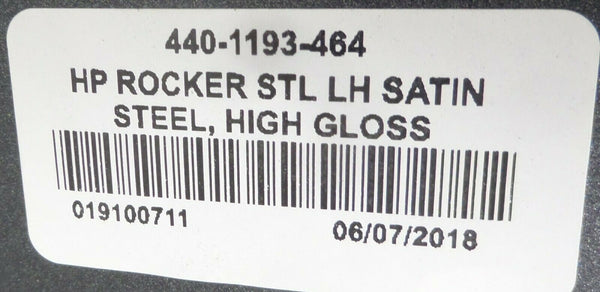 440-1193-464
HP ROCKER STL LH SATIN
STEEL, HIGH GLOSS
019100711
06/07/2018